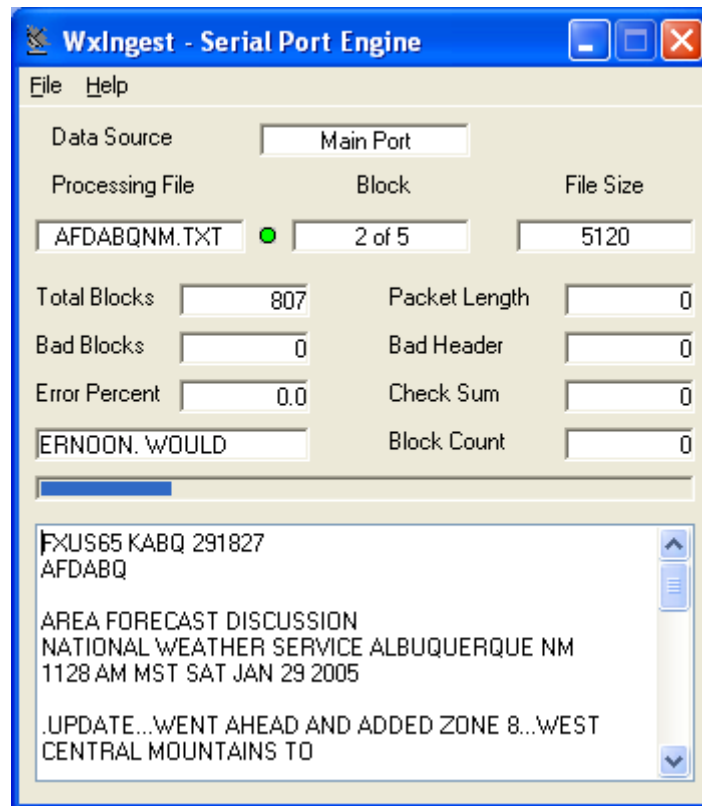 WxIngest - Serial Port Engine
File Help
Data Source Main Port
Processing File Block File Size
AFDABQNM.TXT 2 of 5 5120
Total Blocks 807 Packet Length 0
Bad Blocks 0 Bad Header 0
Error Percent 0.0 Check Sum 0
ERNOON. WOULD Block Count 0
FXUS65 KABQ 291827
AFDABQ
AREA FORECAST DISCUSSION
NATIONAL WEATHER SERVICE ALBUQUERQUE NM
1128 AM MST SAT JAN 29 2005
.UPDATE...WENT AHEAD AND ADDED ZONE 8...WEST
CENTRAL MOUNTAINS TO